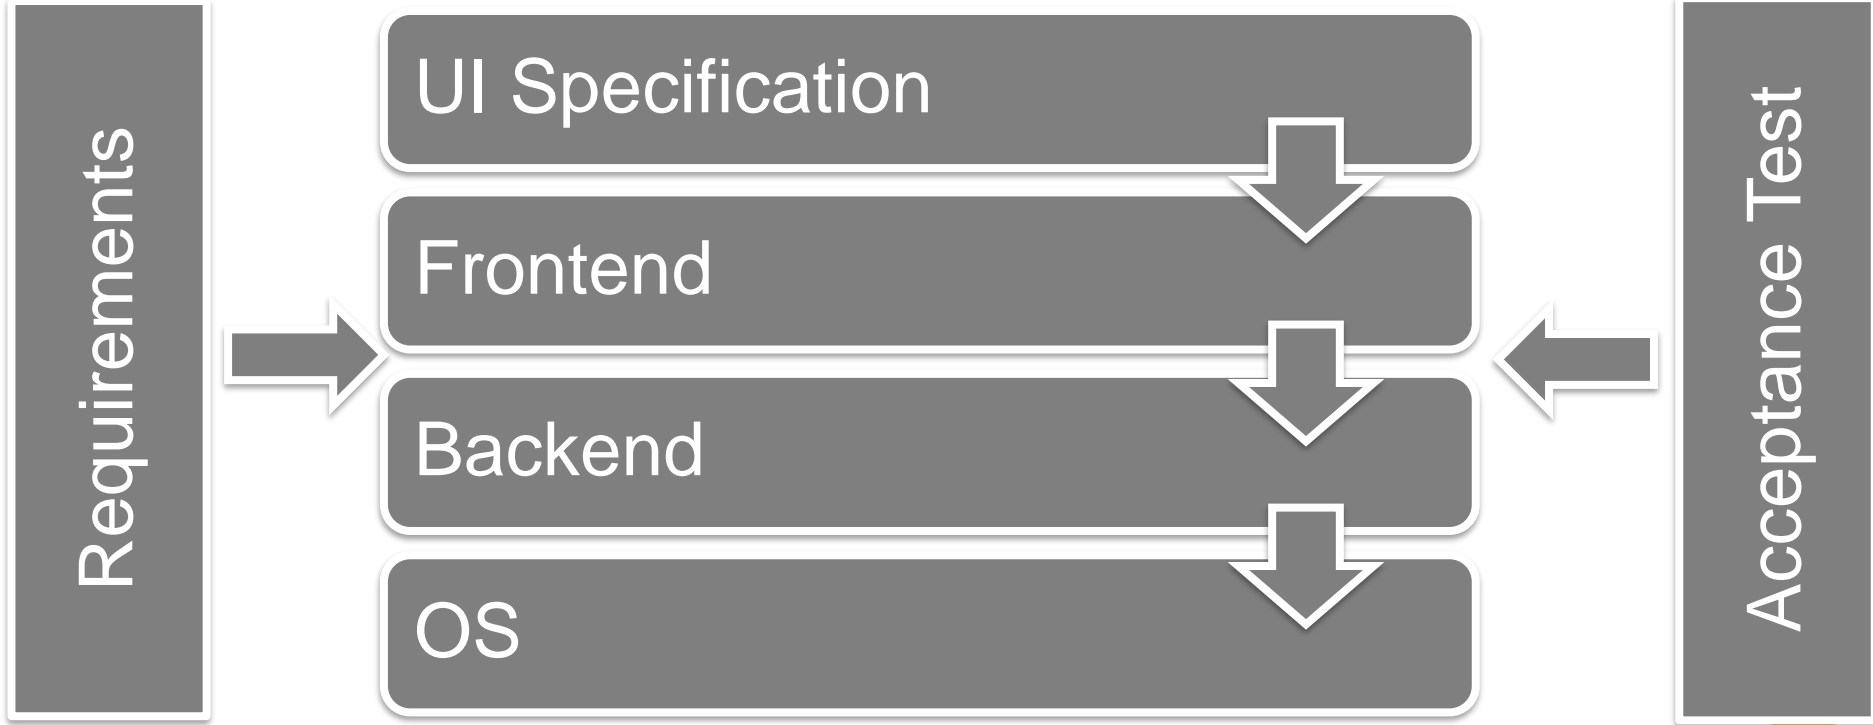 Requirements
UI Specification
Frontend
Backend
OS
Acceptance Test